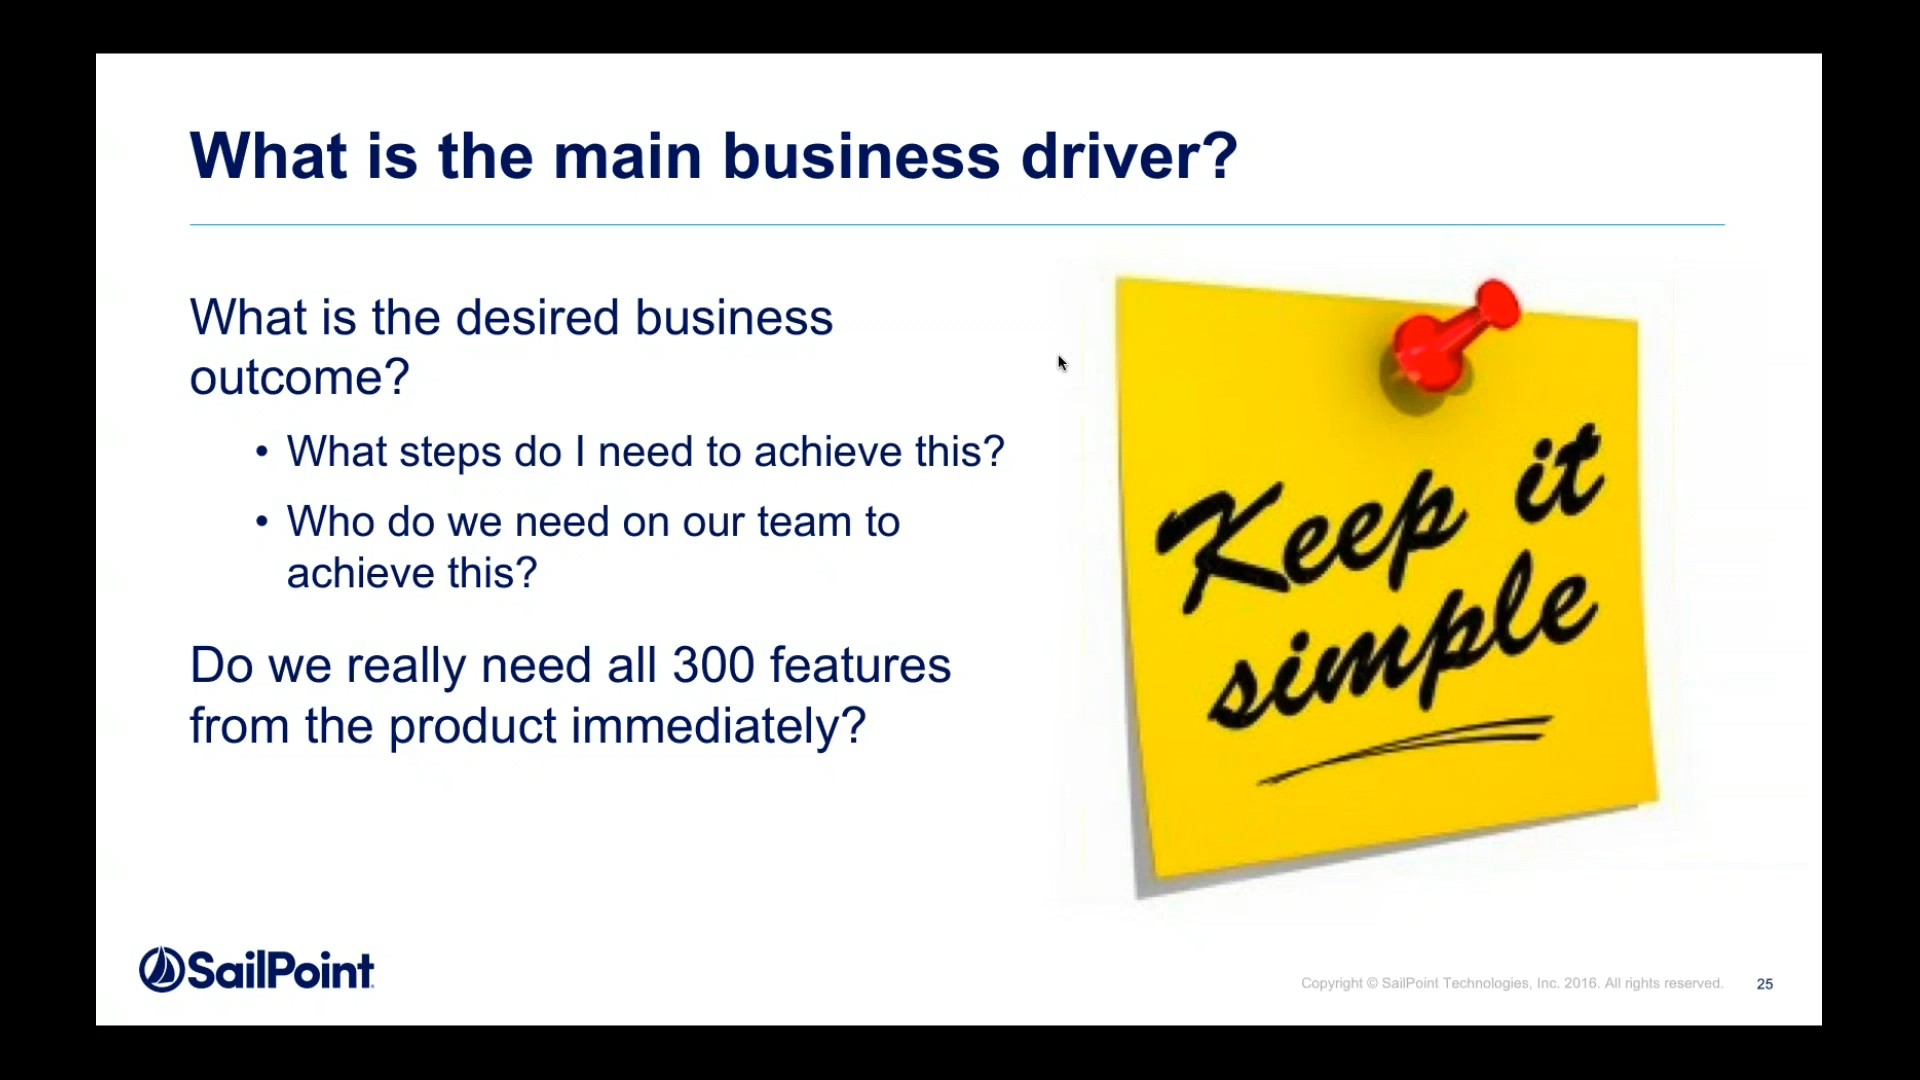 What is the main business driver?
What is the desired business
outcome?
• What steps do I need to achieve this?
• Who do we need on our team to
achieve this?
Do we really need all 300 features
from the product immediately?
Keep it
simple
SailPoint
Copyright © SailPoint Technologies, Inc. 2016. All rights reserved.
25